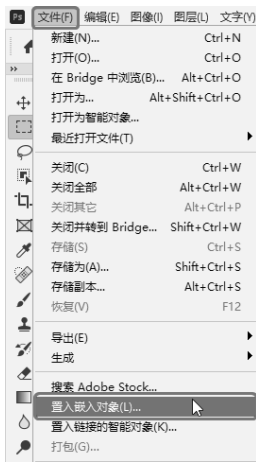 Ps 文件(F) 编辑(E) 图像(I) 图层(L) 文字(Y)
新建(N)... Ctrl+N
打开(O)... Ctrl+O
在 Bridge 中浏览(B)... Alt+Ctrl+O
打开为... Alt+Shift+Ctrl+O
打开为智能对象...
最近打开文件(T)
关闭(C) Ctrl+W
关闭全部 Alt+Ctrl+W
关闭其它 Alt+Ctrl+P
关闭并转到 Bridge... Shift+Ctrl+W
存储(S) Ctrl+S
存储为(A)... Shift+Ctrl+S
存储副本... Alt+Ctrl+S
恢复(V) F12
导出(E)
生成
搜索 Adobe Stock...
置入嵌入对象(L)...
置入链接的智能对象(K)...
打包(G)...